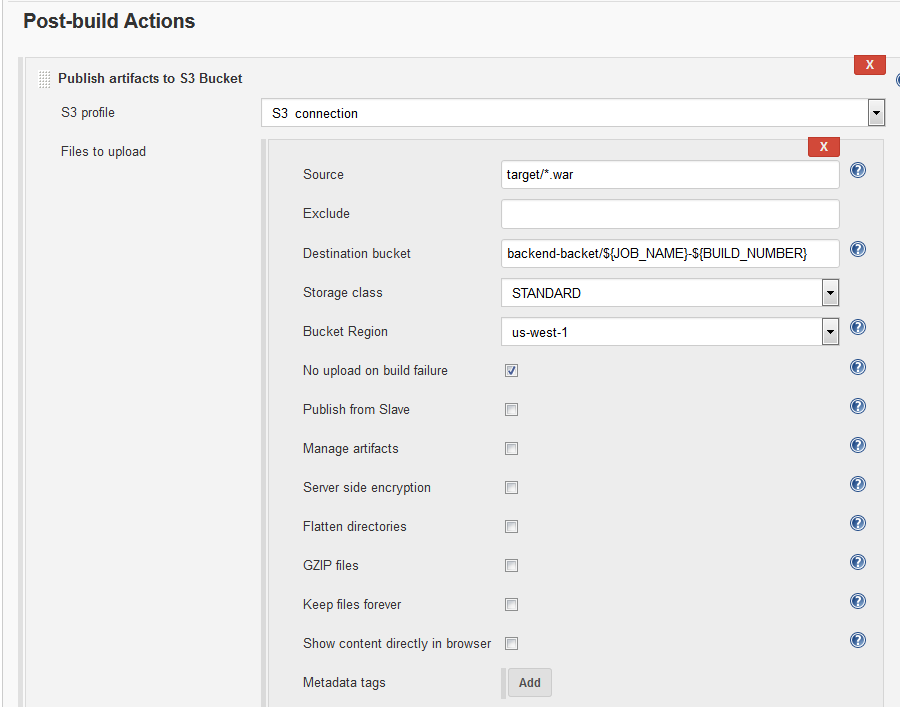 Post-build Actions
X
Publish artifacts to S3 Bucket
S3 profile
S3 connection
Files to upload
X
Source
target/*.war
Exclude
Destination bucket
backend-backet/${JOB_NAME}-${BUILD_NUMBER}
Storage class
STANDARD
Bucket Region
us-west-1
No upload on build failure
Publish from Slave
Manage artifacts
Server side encryption
Flatten directories
GZIP files
Keep files forever
Show content directly in browser
Metadata tags
Add